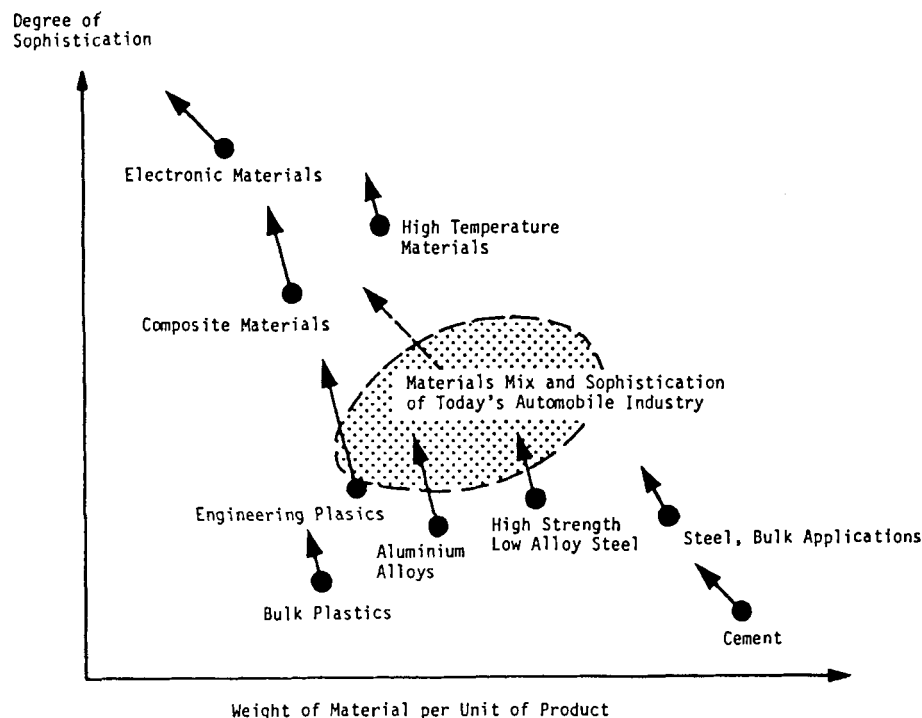 Degree of
Sophistication
Electronic Materials
High Temperature
Materials
Composite Materials
Materials Mix and Sophistication
of Today's Automobile Industry
Engineering Plasics
Aluminium
Alloys
High Strength
Low Alloy Steel
Steel, Bulk Applications
Bulk Plastics
Cement
Weight of Material per Unit of Product